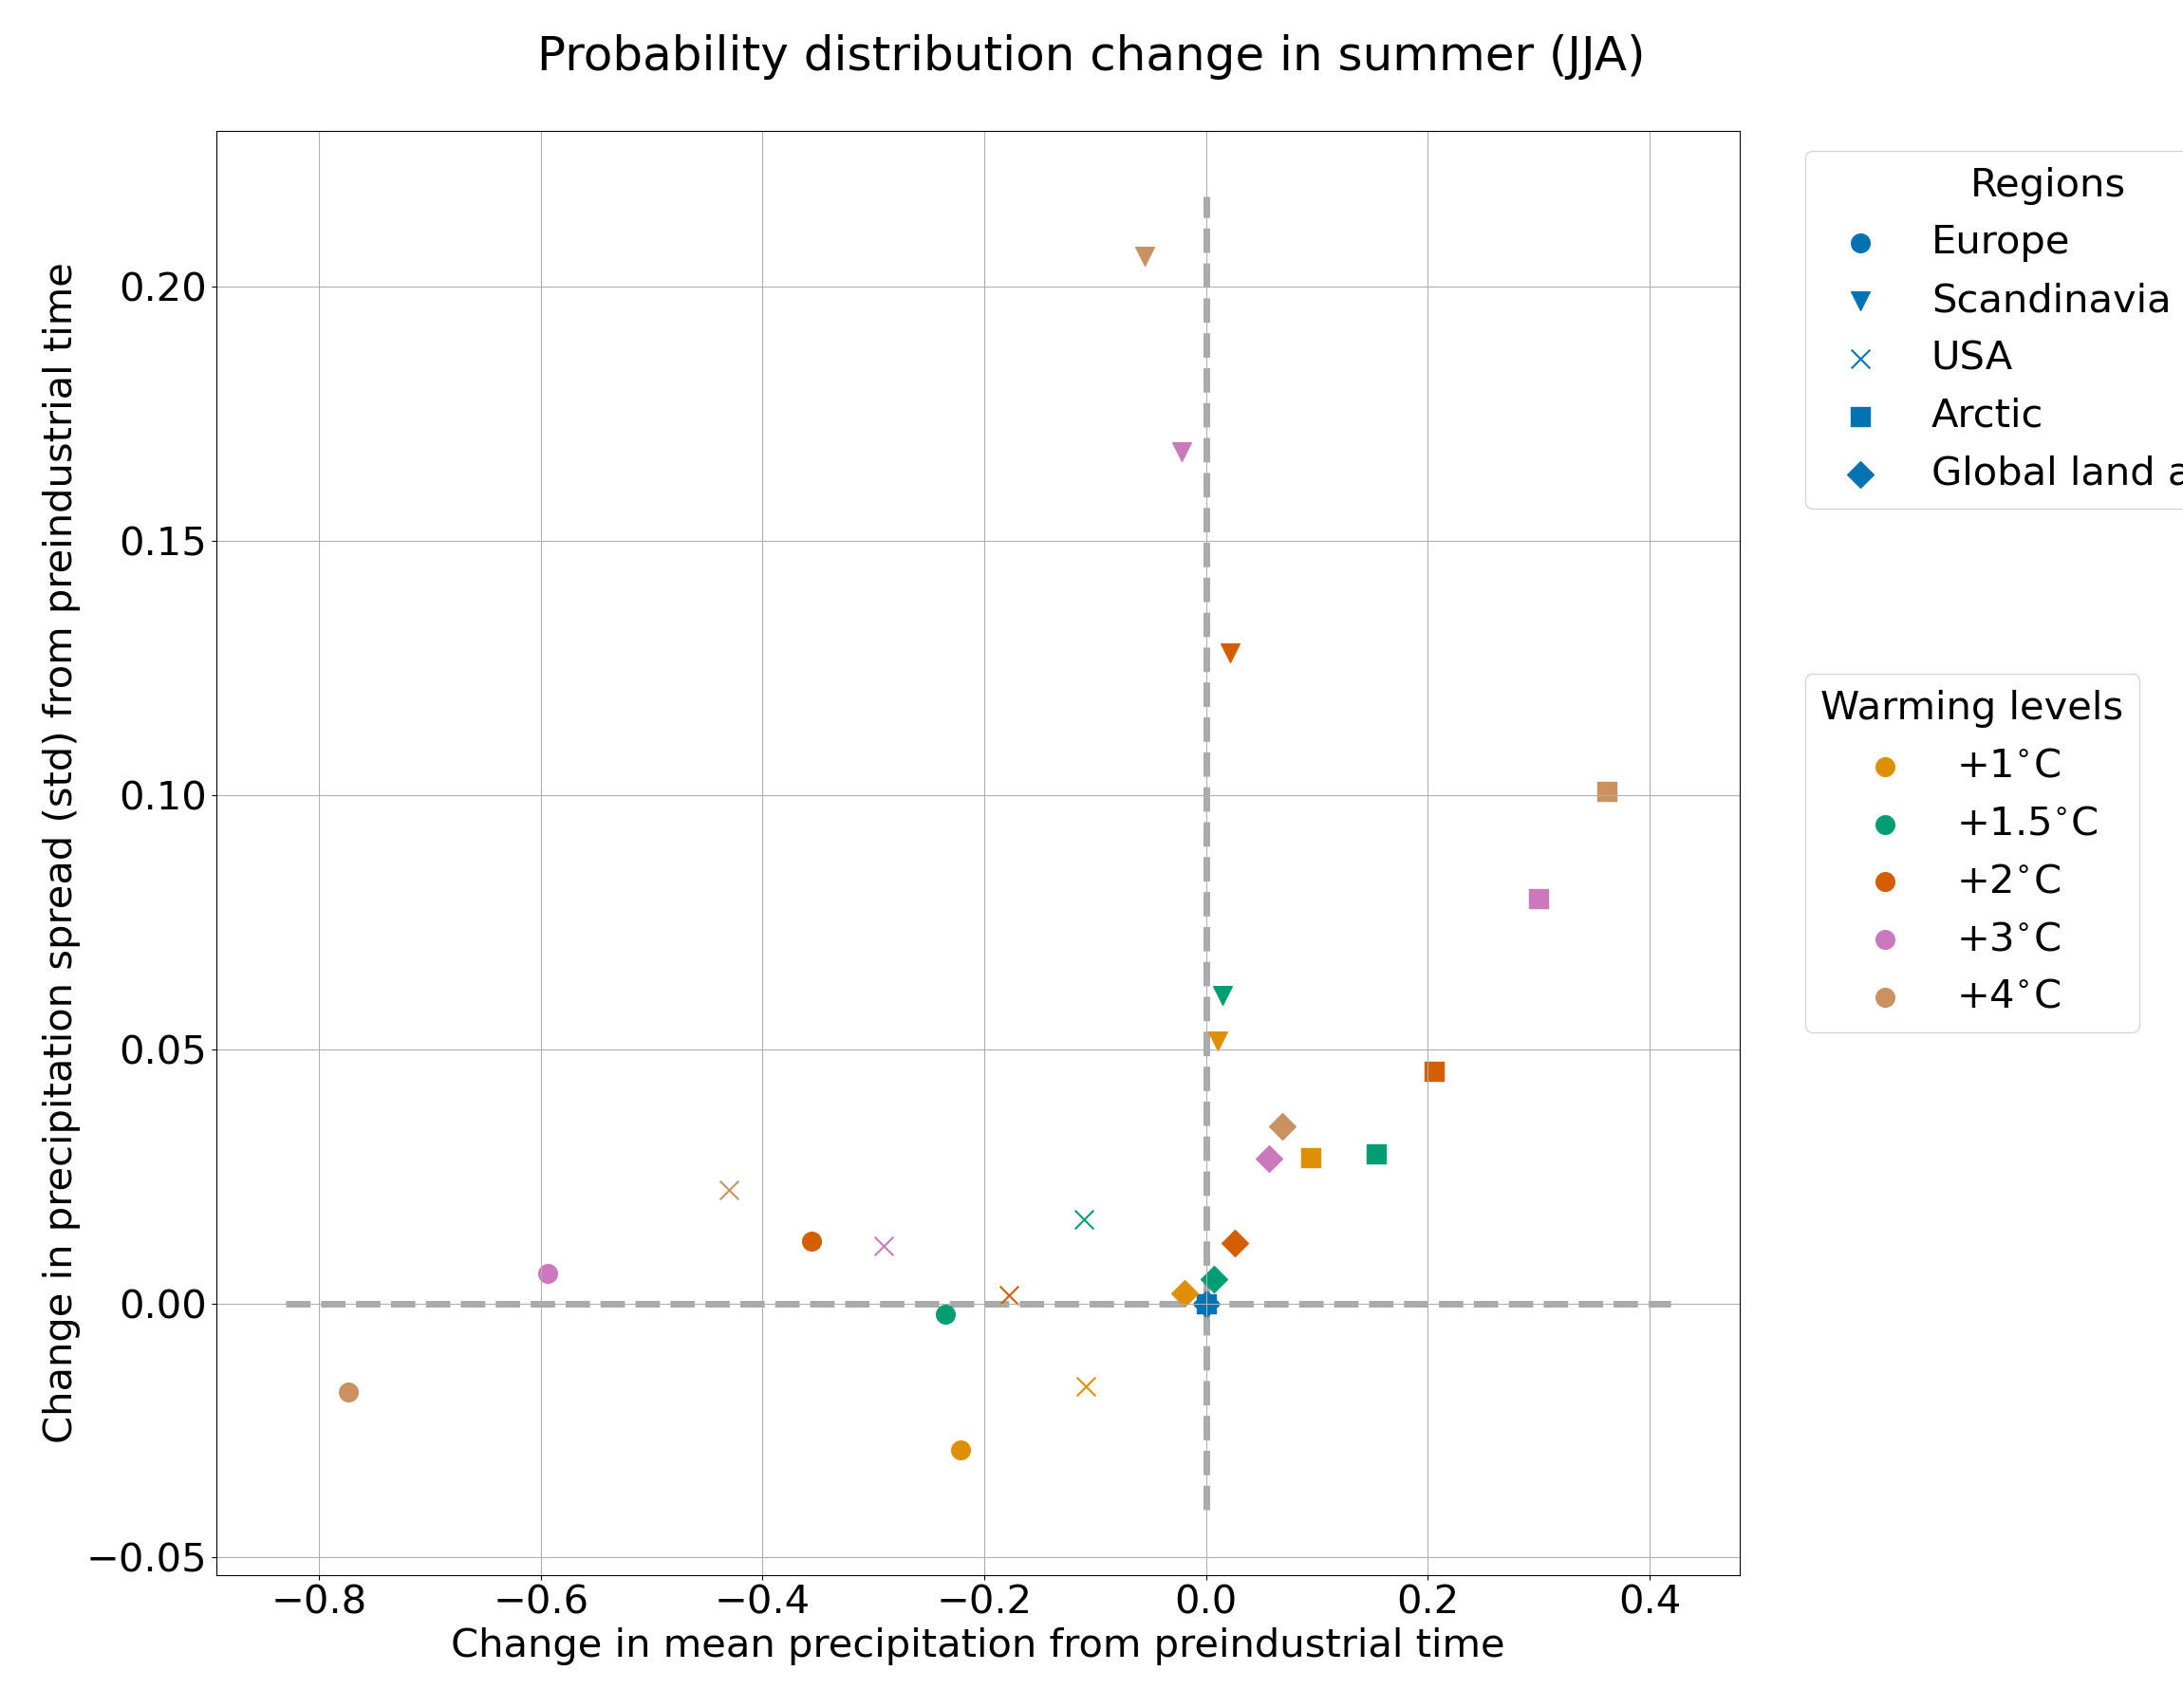 Probability distribution change in summer (JJA)
Change in precipitation spread (std) from preindustrial time
0.20
0.15
0.10
0.05
0.00
−0.05
−0.8 −0.6 −0.4 −0.2 0.0 0.2 0.4
Change in mean precipitation from preindustrial time
Regions
Europe
Scandinavia
USA
Arctic
Global land
Warming levels
+1°C
+1.5°C
+2°C
+3°C
+4°C